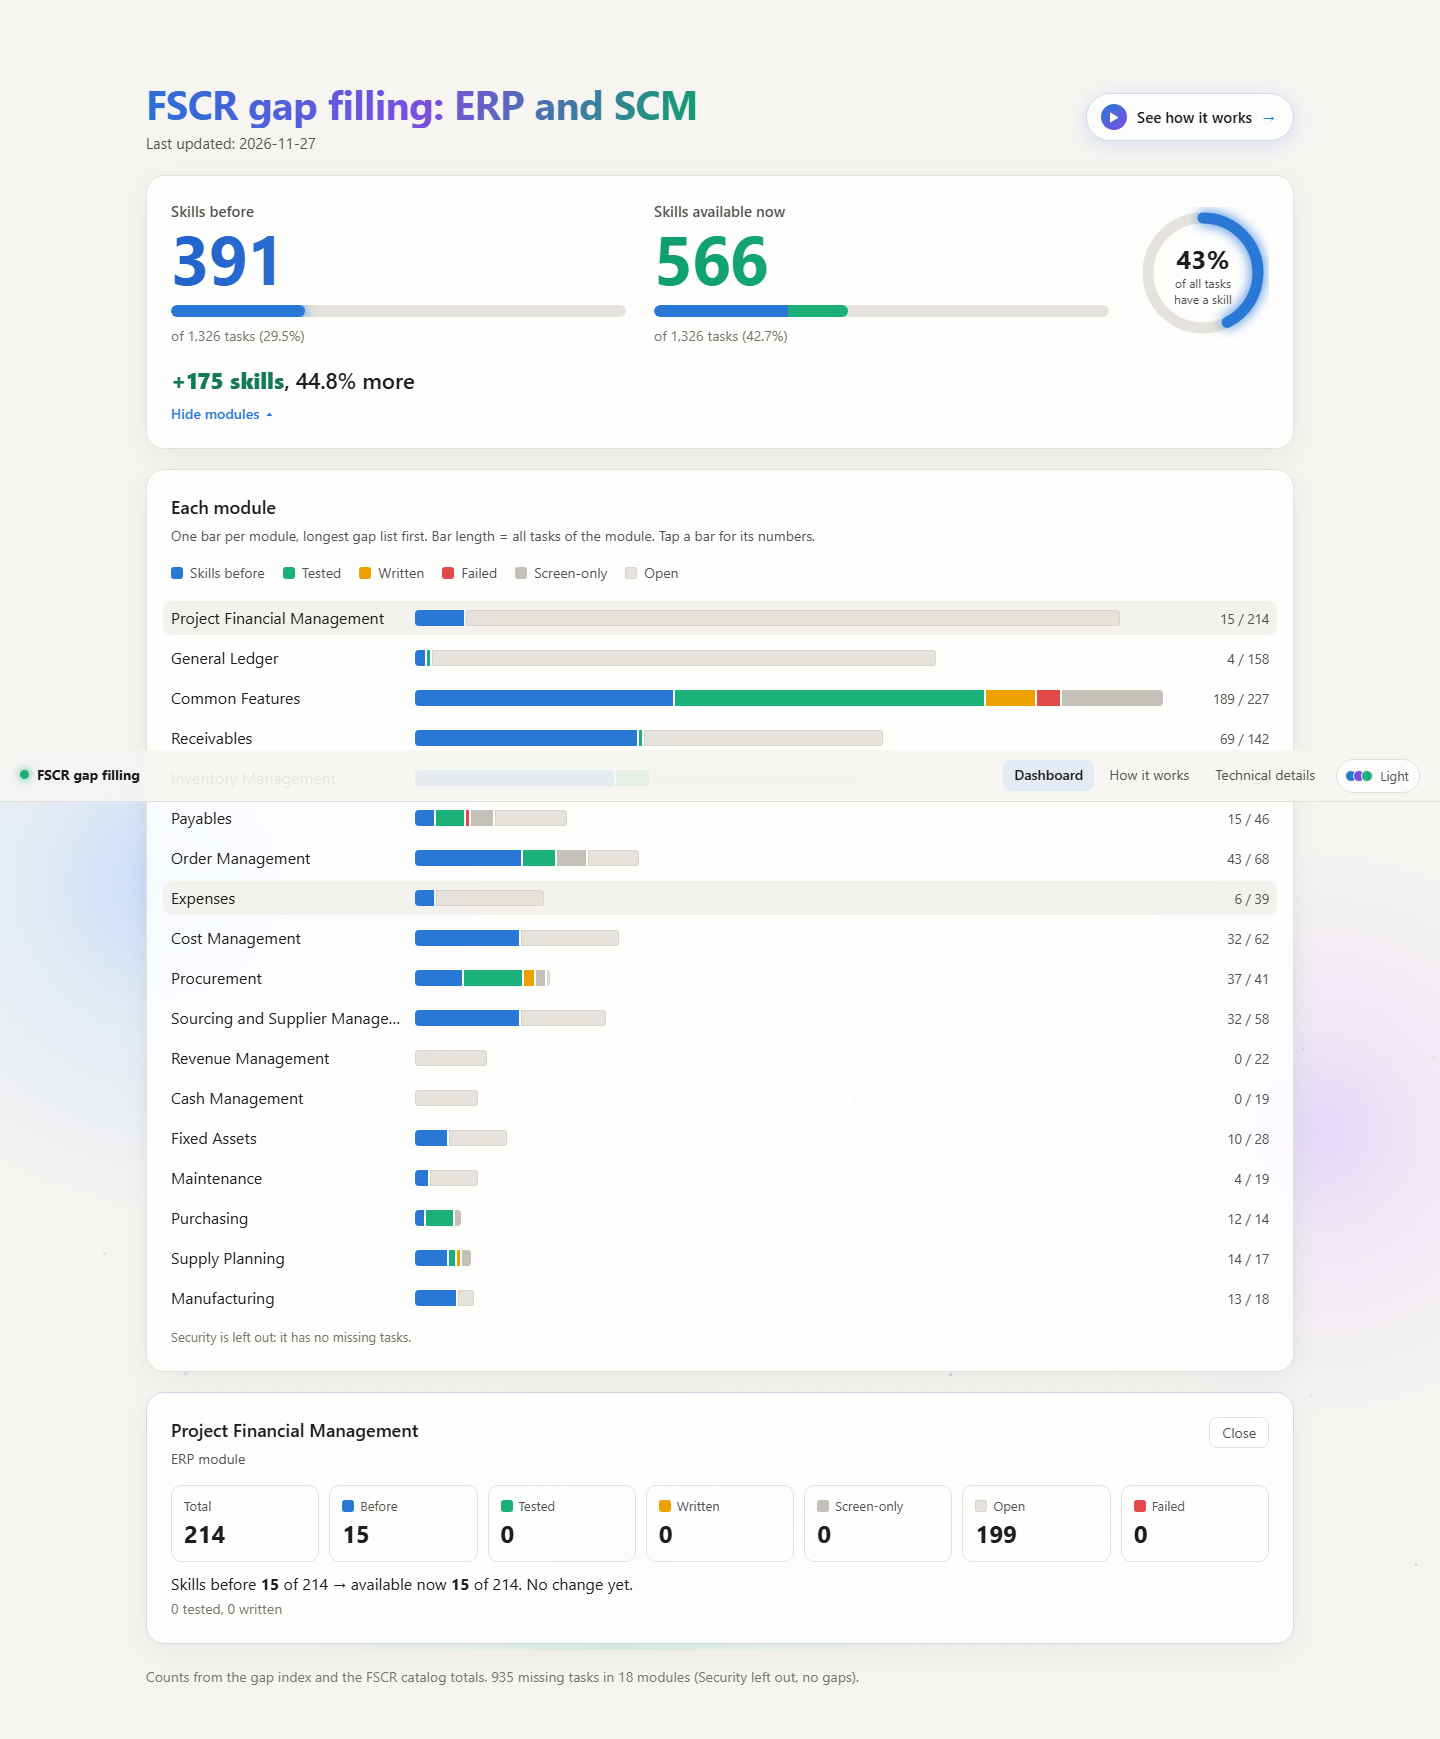 FSCR gap filling: ERP and SCM
Last updated: 2026-11-27
See how it works →
Skills before
391
of 1,326 tasks (29.5%)
Skills available now
566
of 1,326 tasks (42.7%)
43%
of all tasks
have a skill
+175 skills, 44.8% more
Hide modules
Each module
One bar per module, longest gap list first. Bar length = all tasks of the module. Tap a bar for its numbers.
Skills before Tested Written Failed Screen-only Open
Project Financial Management 15 / 214
General Ledger 4 / 158
Common Features 189 / 227
Receivables 69 / 142
FSCR gap filling
Inventory Management
Dashboard How it works Technical details Light
Payables 15 / 46
Order Management 43 / 68
Expenses 6 / 39
Cost Management 32 / 62
Procurement 37 / 41
Sourcing and Supplier Manage... 32 / 58
Revenue Management 0 / 22
Cash Management 0 / 19
Fixed Assets 10 / 28
Maintenance 4 / 19
Purchasing 12 / 14
Supply Planning 14 / 17
Manufacturing 13 / 18
Security is left out: it has no missing tasks.
Project Financial Management
Close
ERP module
Total
214
Before
15
Tested
0
Written
0
Screen-only
0
Open
199
Failed
0
Skills before 15 of 214 → available now 15 of 214. No change yet.
0 tested, 0 written
Counts from the gap index and the FSCR catalog totals. 935 missing tasks in 18 modules (Security left out, no gaps).